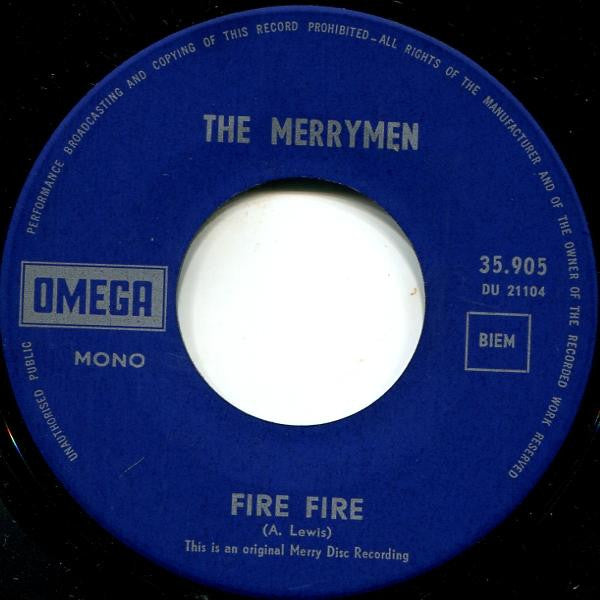 UNAUTHORISED PUBLIC PERFORMANCE BROADCASTING AND COPYING OF THIS RECORD PROHIBITED—ALL RIGHTS OF THE MANUFACTURER AND OF THE OWNER OF THE RECORDED WORK RESERVED
THE MERRYMEN
35.905
DU 21104
OMEGA
MONO
BIEM
FIRE FIRE
(A. Lewis)
This is an original Merry Disc Recording